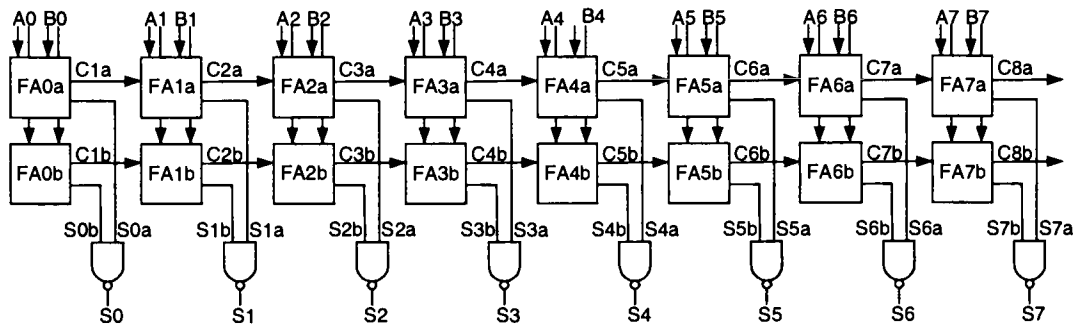 A0 B0 A1 B1 A2 B2 A3 B3 A4 B4 A5 B5 A6 B6 A7 B7
FA0a C1a FA1a C2a FA2a C3a FA3a C4a FA4a C5a FA5a C6a FA6a C7a FA7a C8a
FA0b C1b FA1b C2b FA2b C3b FA3b C4b FA4b C5b FA5b C6b FA6b C7b FA7b C8b
S0b S0a S1b S1a S2b S2a S3b S3a S4b S4a S5b S5a S6b S6a S7b S7a
S0 S1 S2 S3 S4 S5 S6 S7